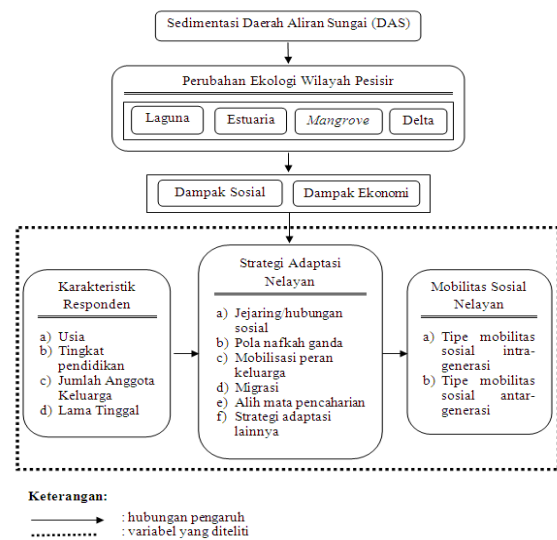 Sedimentasi Daerah Aliran Sungai (DAS)
Perubahan Ekologi Wilayah Pesisir
Laguna
Estuaria
Mangrove
Delta
Dampak Sosial
Dampak Ekonomi
Karakteristik
Responden
a) Usia
b) Tingkat
pendidikan
c) Jumlah Anggota
Keluarga
d) Lama Tinggal
Strategi Adaptasi
Nelayan
a) Jejaring/hubungan
sosial
b) Pola nafkah ganda
c) Mobilisasi peran
keluarga
d) Migrasi
e) Alih mata pencaharian
f) Strategi adaptasi
lainnya
Mobilitas Sosial
Nelayan
a) Tipe mobilitas
sosial intra-
generasi
b) Tipe mobilitas
sosial antar-
generasi
Keterangan:
: hubungan pengaruh
: variabel yang diteliti